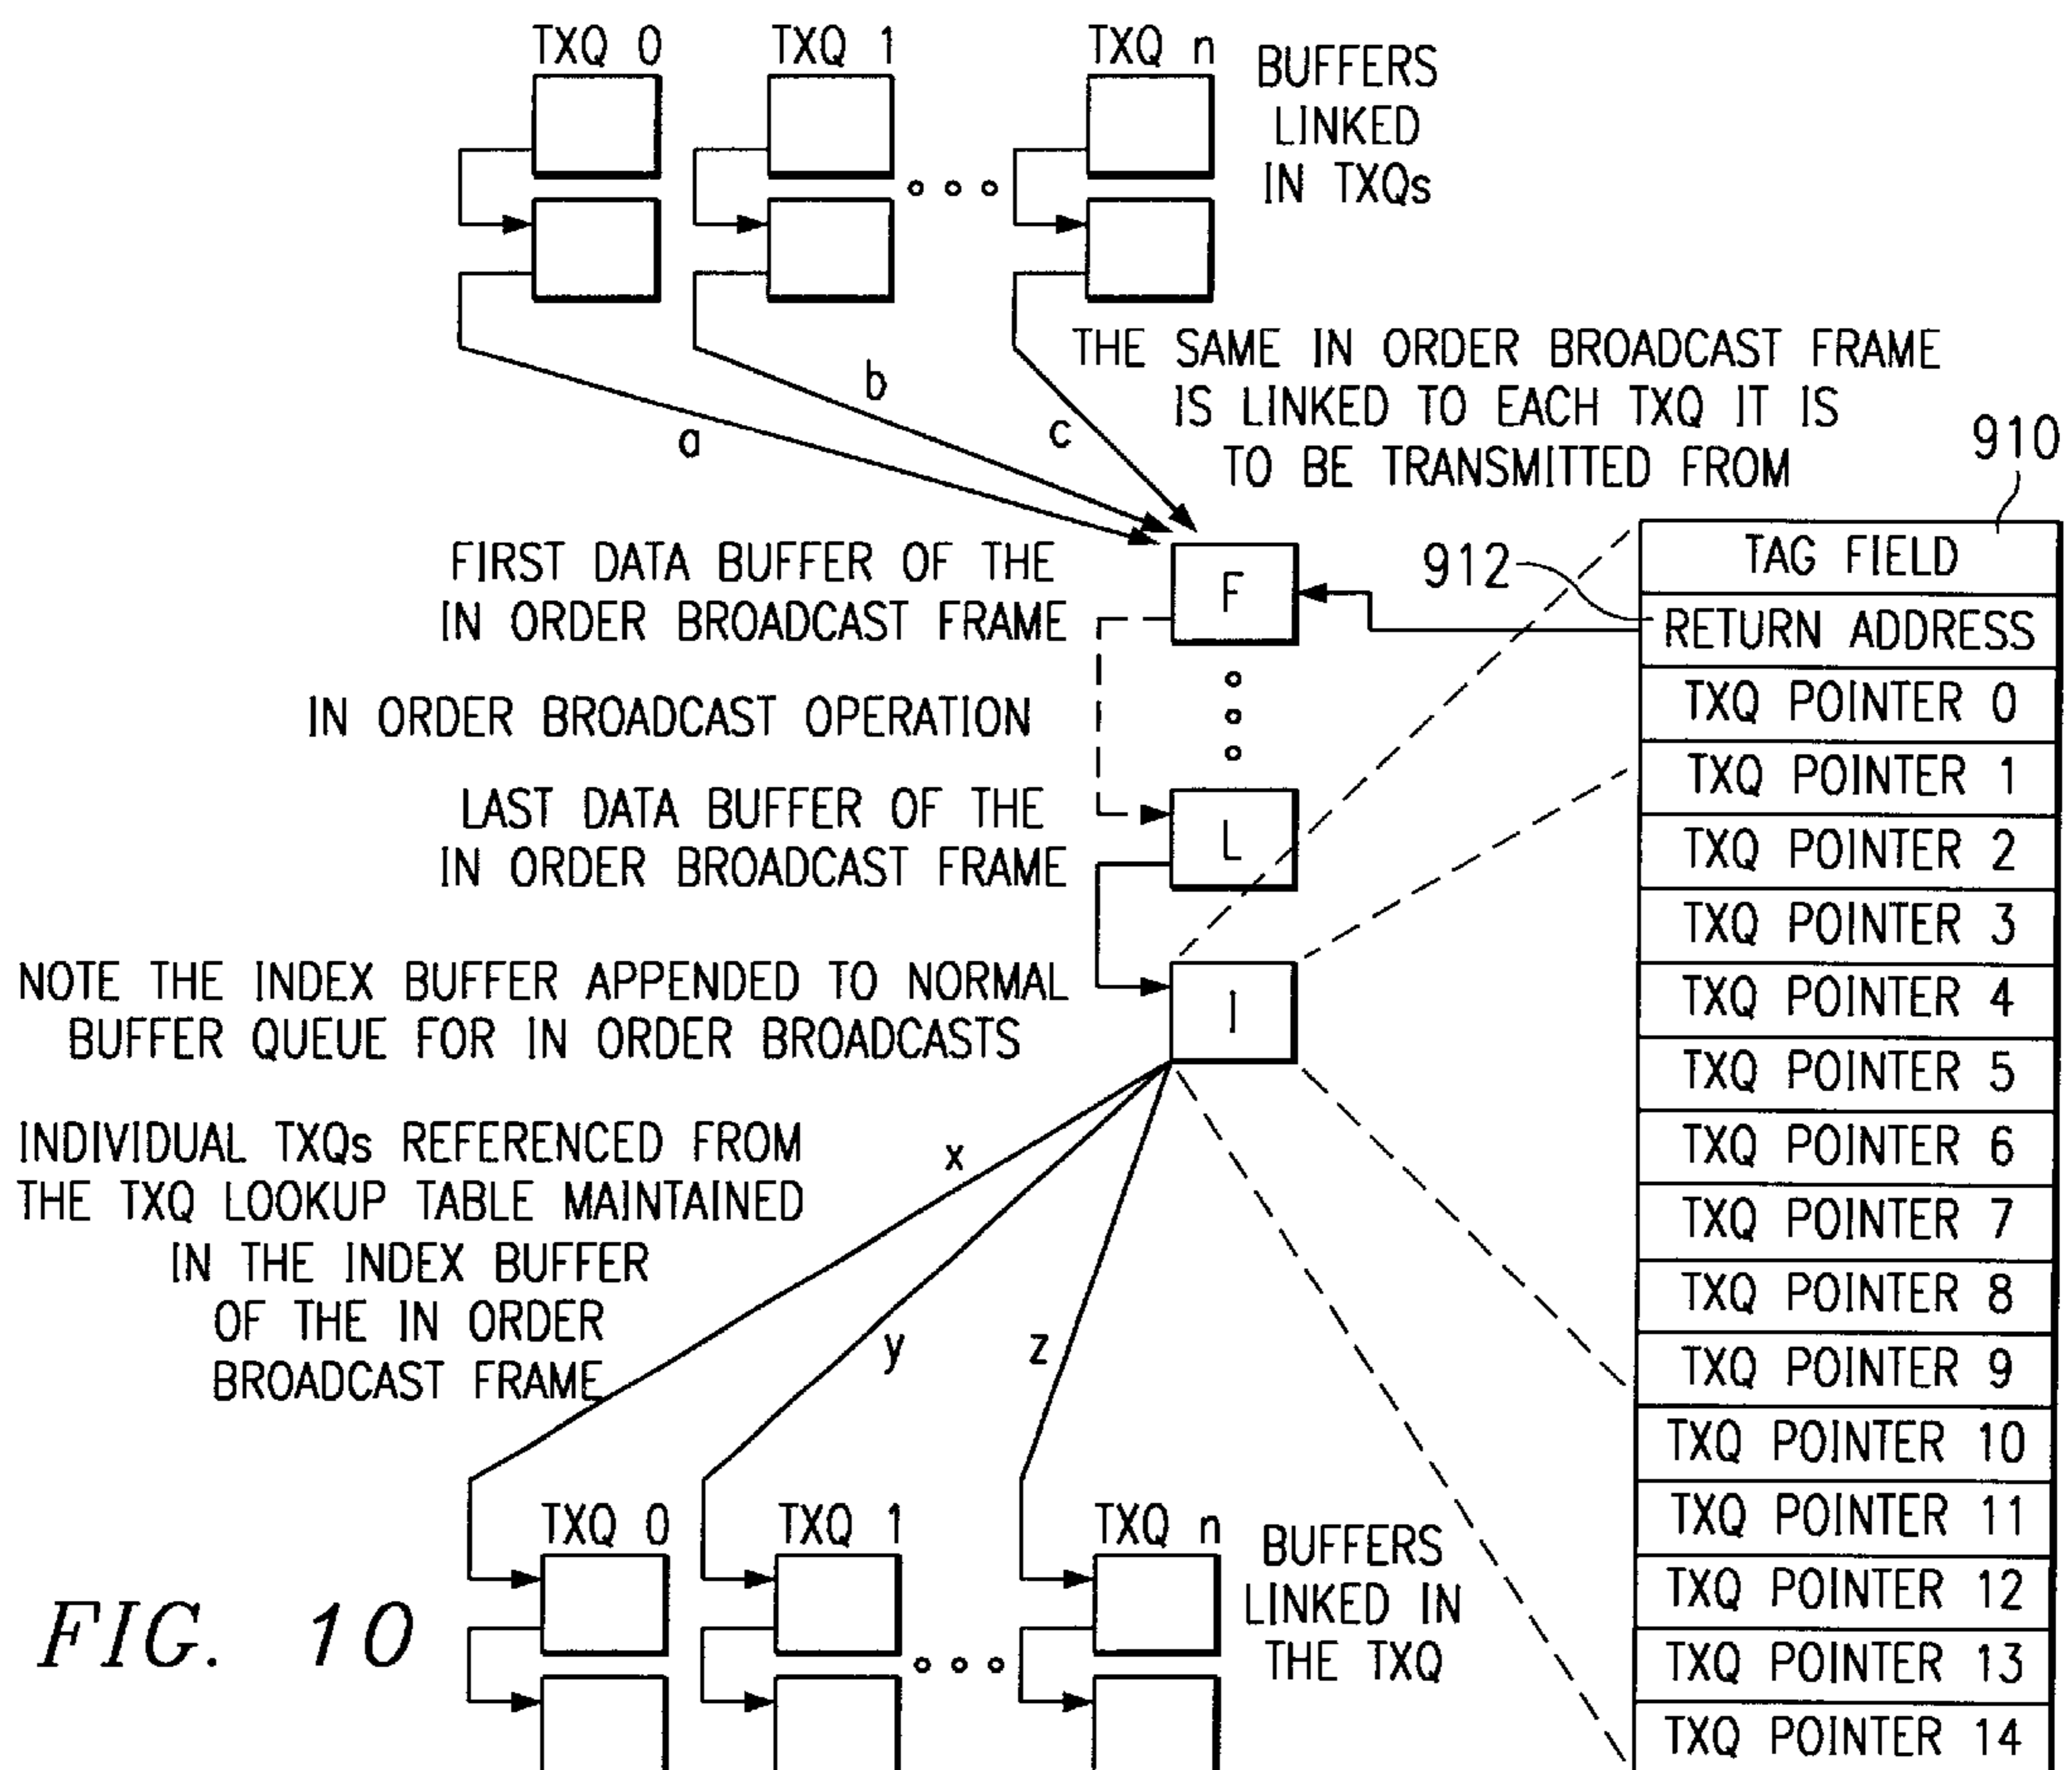 TXQ 0 TXQ 1 TXQ n
BUFFERS
LINKED
IN TXQs
a
b
c
THE SAME IN ORDER BROADCAST FRAME
IS LINKED TO EACH TXQ IT IS
TO BE TRANSMITTED FROM
910
912
FIRST DATA BUFFER OF THE
IN ORDER BROADCAST FRAME
F
IN ORDER BROADCAST OPERATION
LAST DATA BUFFER OF THE
IN ORDER BROADCAST FRAME
L
NOTE THE INDEX BUFFER APPENDED TO NORMAL
BUFFER QUEUE FOR IN ORDER BROADCASTS
I
INDIVIDUAL TXQs REFERENCED FROM
THE TXQ LOOKUP TABLE MAINTAINED
IN THE INDEX BUFFER
OF THE IN ORDER
BROADCAST FRAME
x
y
z
TAG FIELD
RETURN ADDRESS
TXQ POINTER 0
TXQ POINTER 1
TXQ POINTER 2
TXQ POINTER 3
TXQ POINTER 4
TXQ POINTER 5
TXQ POINTER 6
TXQ POINTER 7
TXQ POINTER 8
TXQ POINTER 9
TXQ POINTER 10
TXQ POINTER 11
TXQ POINTER 12
TXQ POINTER 13
TXQ POINTER 14
TXQ 0 TXQ 1 TXQ n
BUFFERS
LINKED IN
THE TXQ
FIG. 10